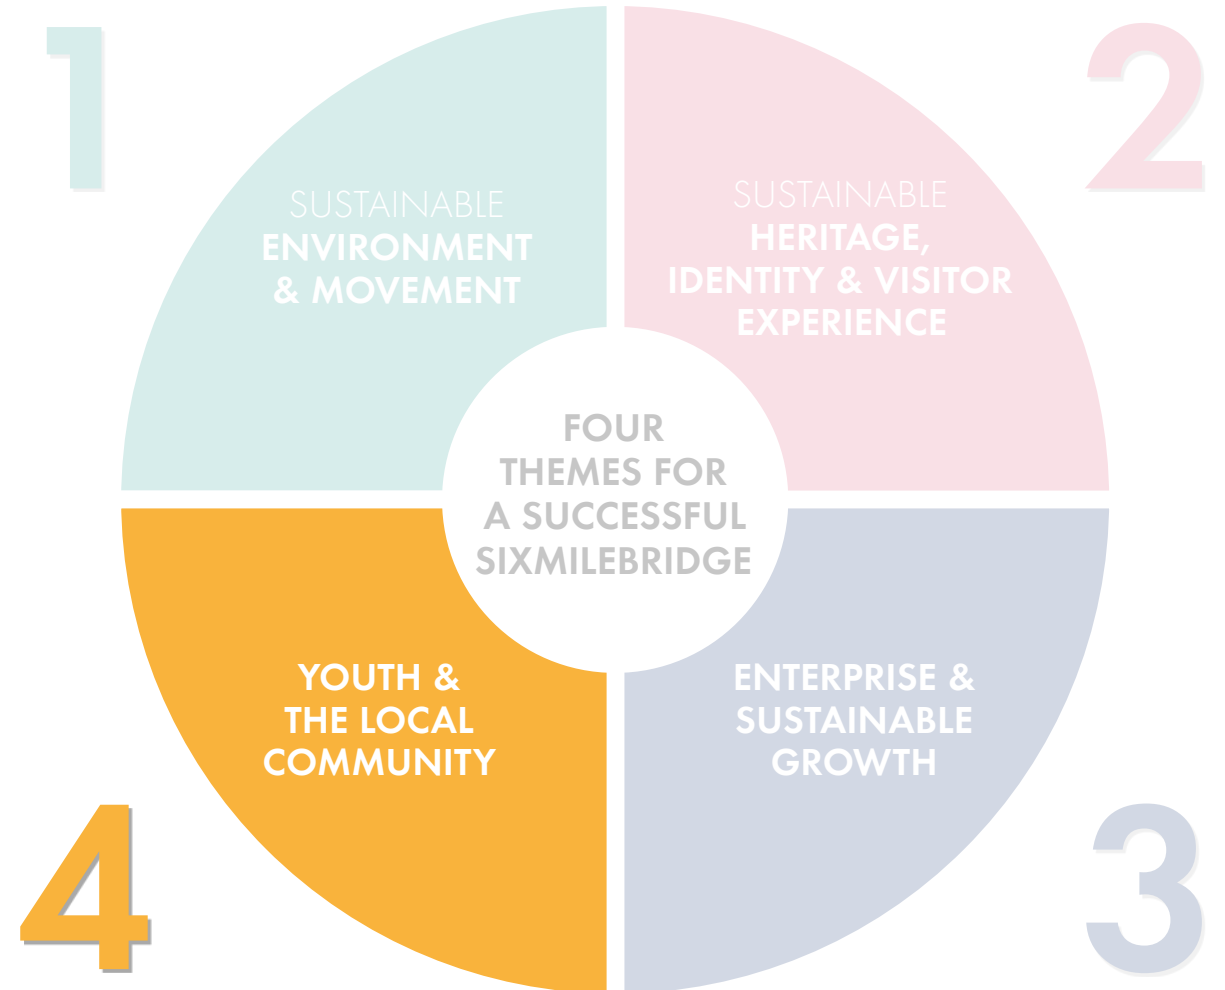 1
SUSTAINABLE
ENVIRONMENT
& MOVEMENT
2
SUSTAINABLE
HERITAGE,
IDENTITY & VISITOR
EXPERIENCE
FOUR
THEMES FOR
A SUCCESSFUL
SIXMILEBRIDGE
YOUTH &
THE LOCAL
COMMUNITY
4
ENTERPRISE &
SUSTAINABLE
GROWTH
3